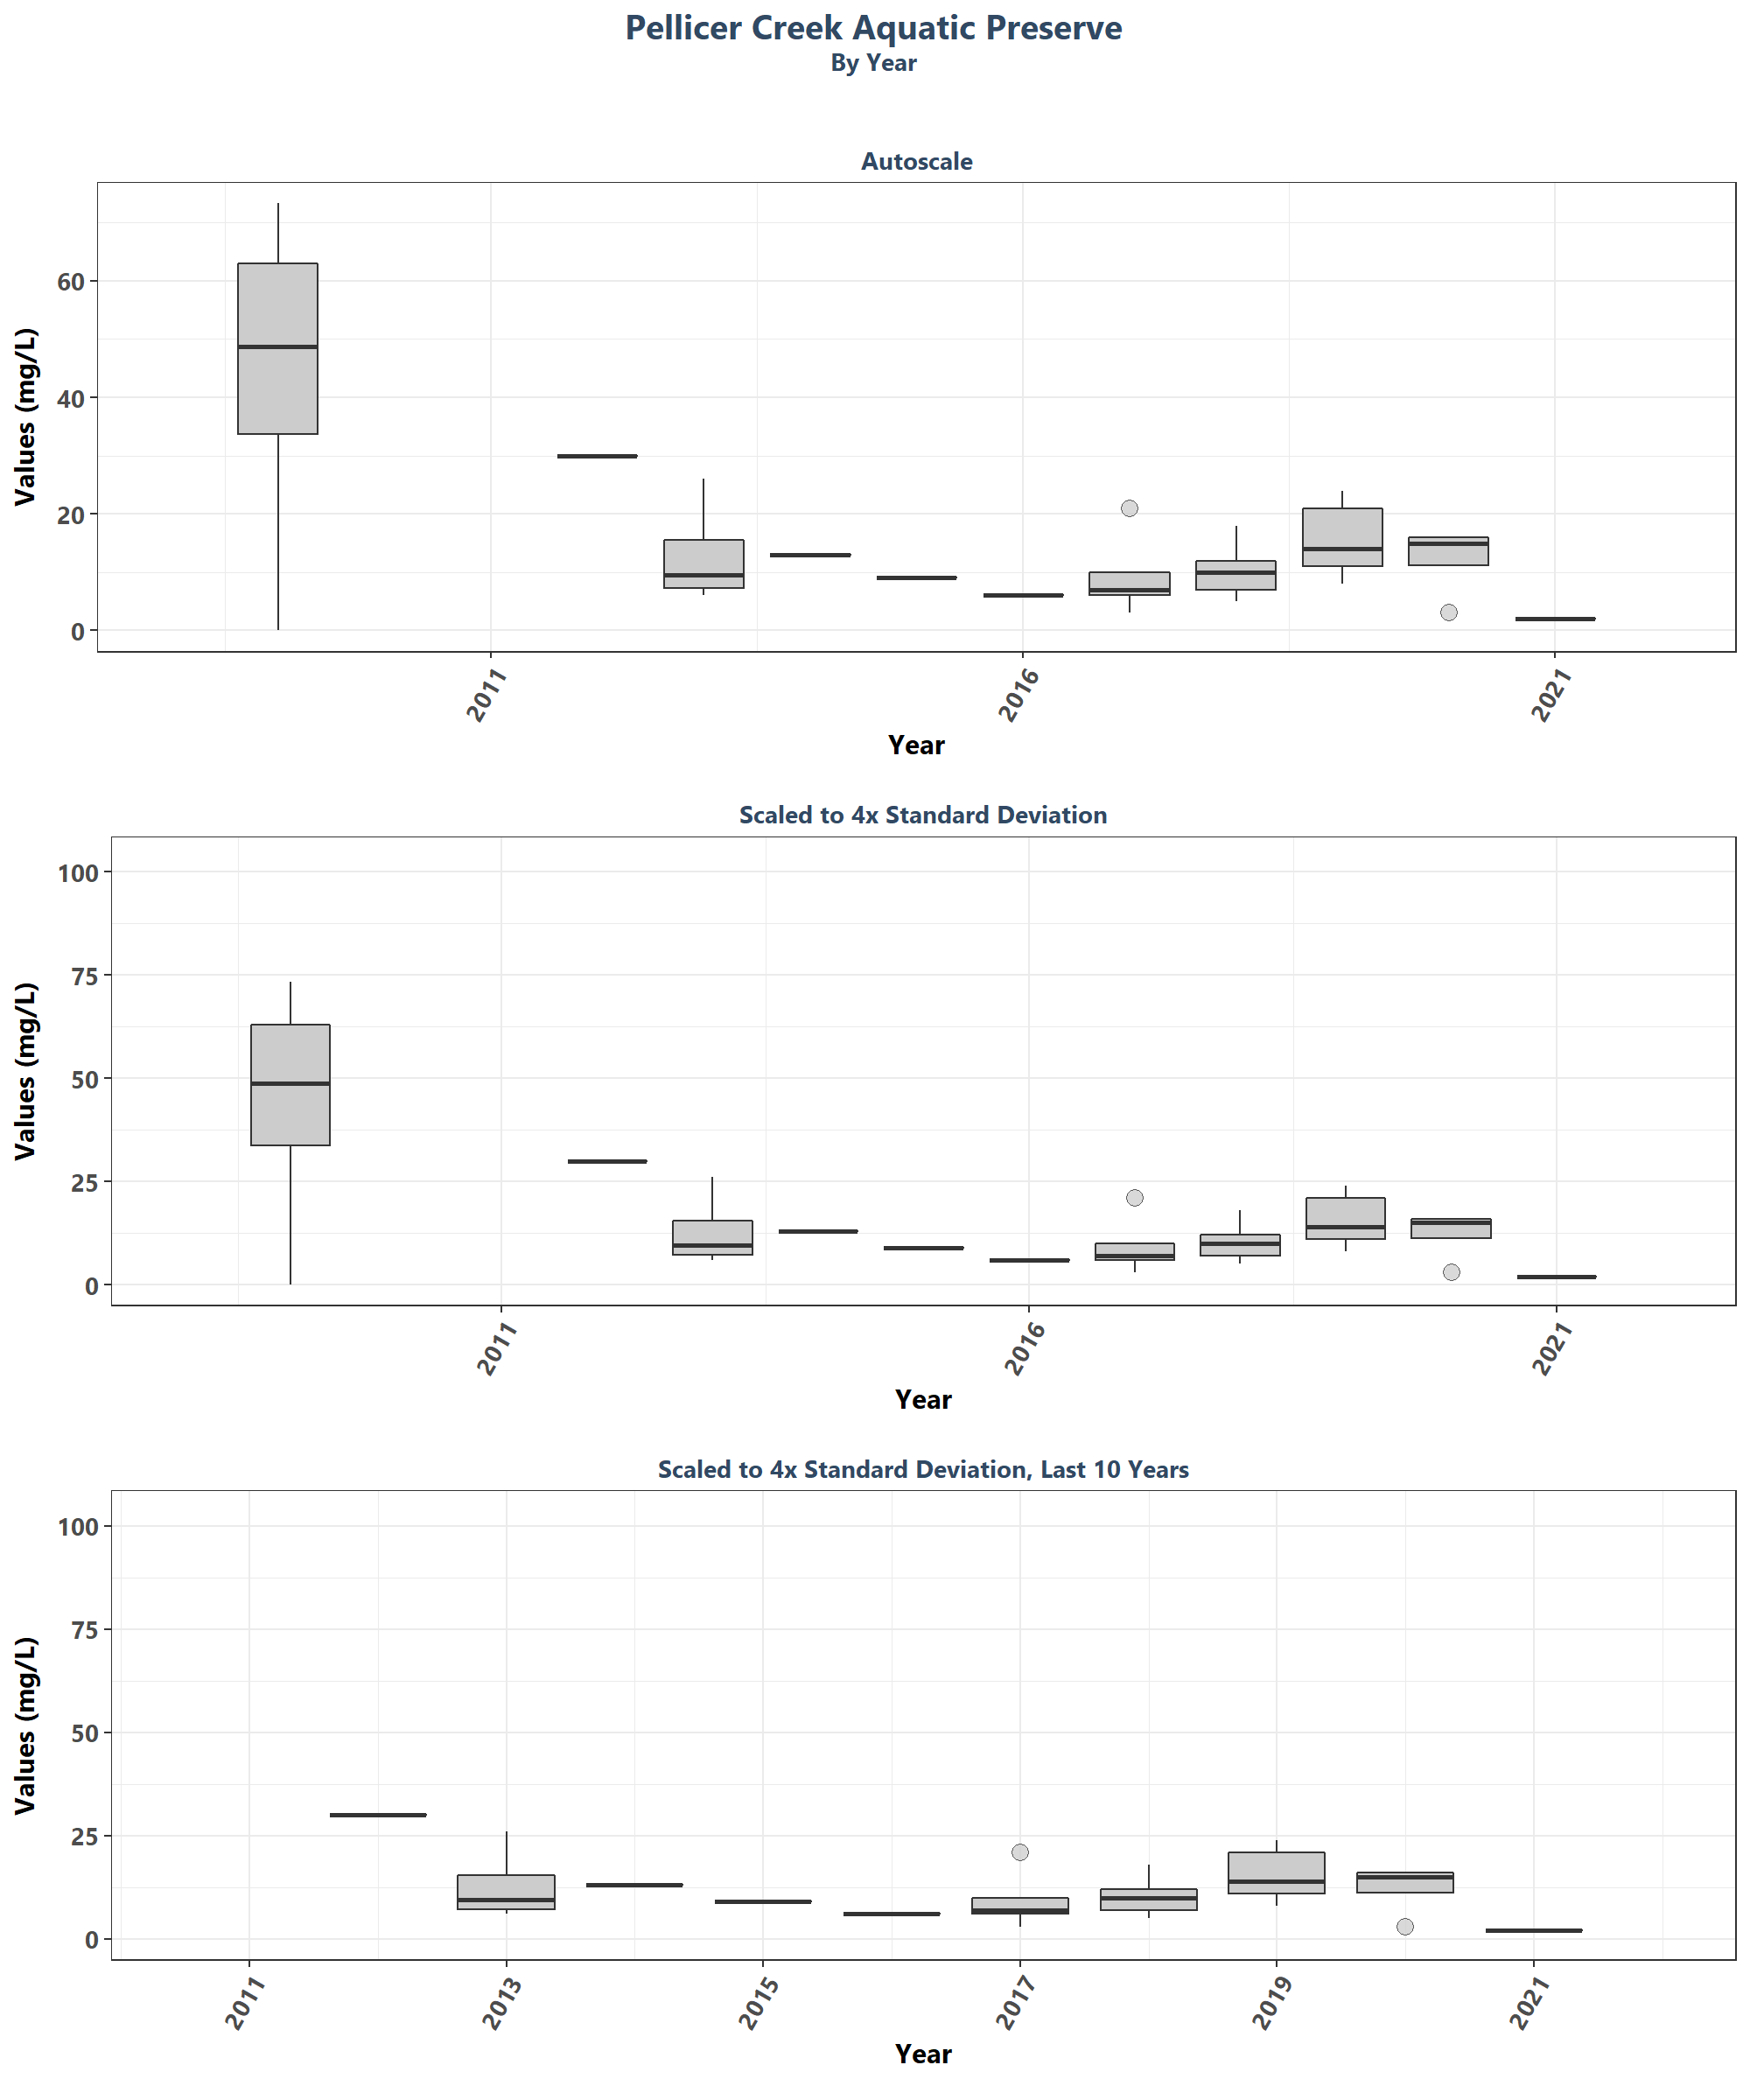 Pellicer Creek Aquatic Preserve
By Year
Autoscale
Values (mg/L)
60
40
20
0
2011
2016
2021
Year
Scaled to 4x Standard Deviation
Values (mg/L)
100
75
50
25
0
2011
2016
2021
Year
Scaled to 4x Standard Deviation, Last 10 Years
Values (mg/L)
100
75
50
25
0
2011
2013
2015
2017
2019
2021
Year